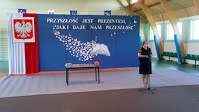 PRZYSZŁOŚĆ JEST PREZENTEM,
JAKI DAJE NAM PRZESZŁOŚĆ"